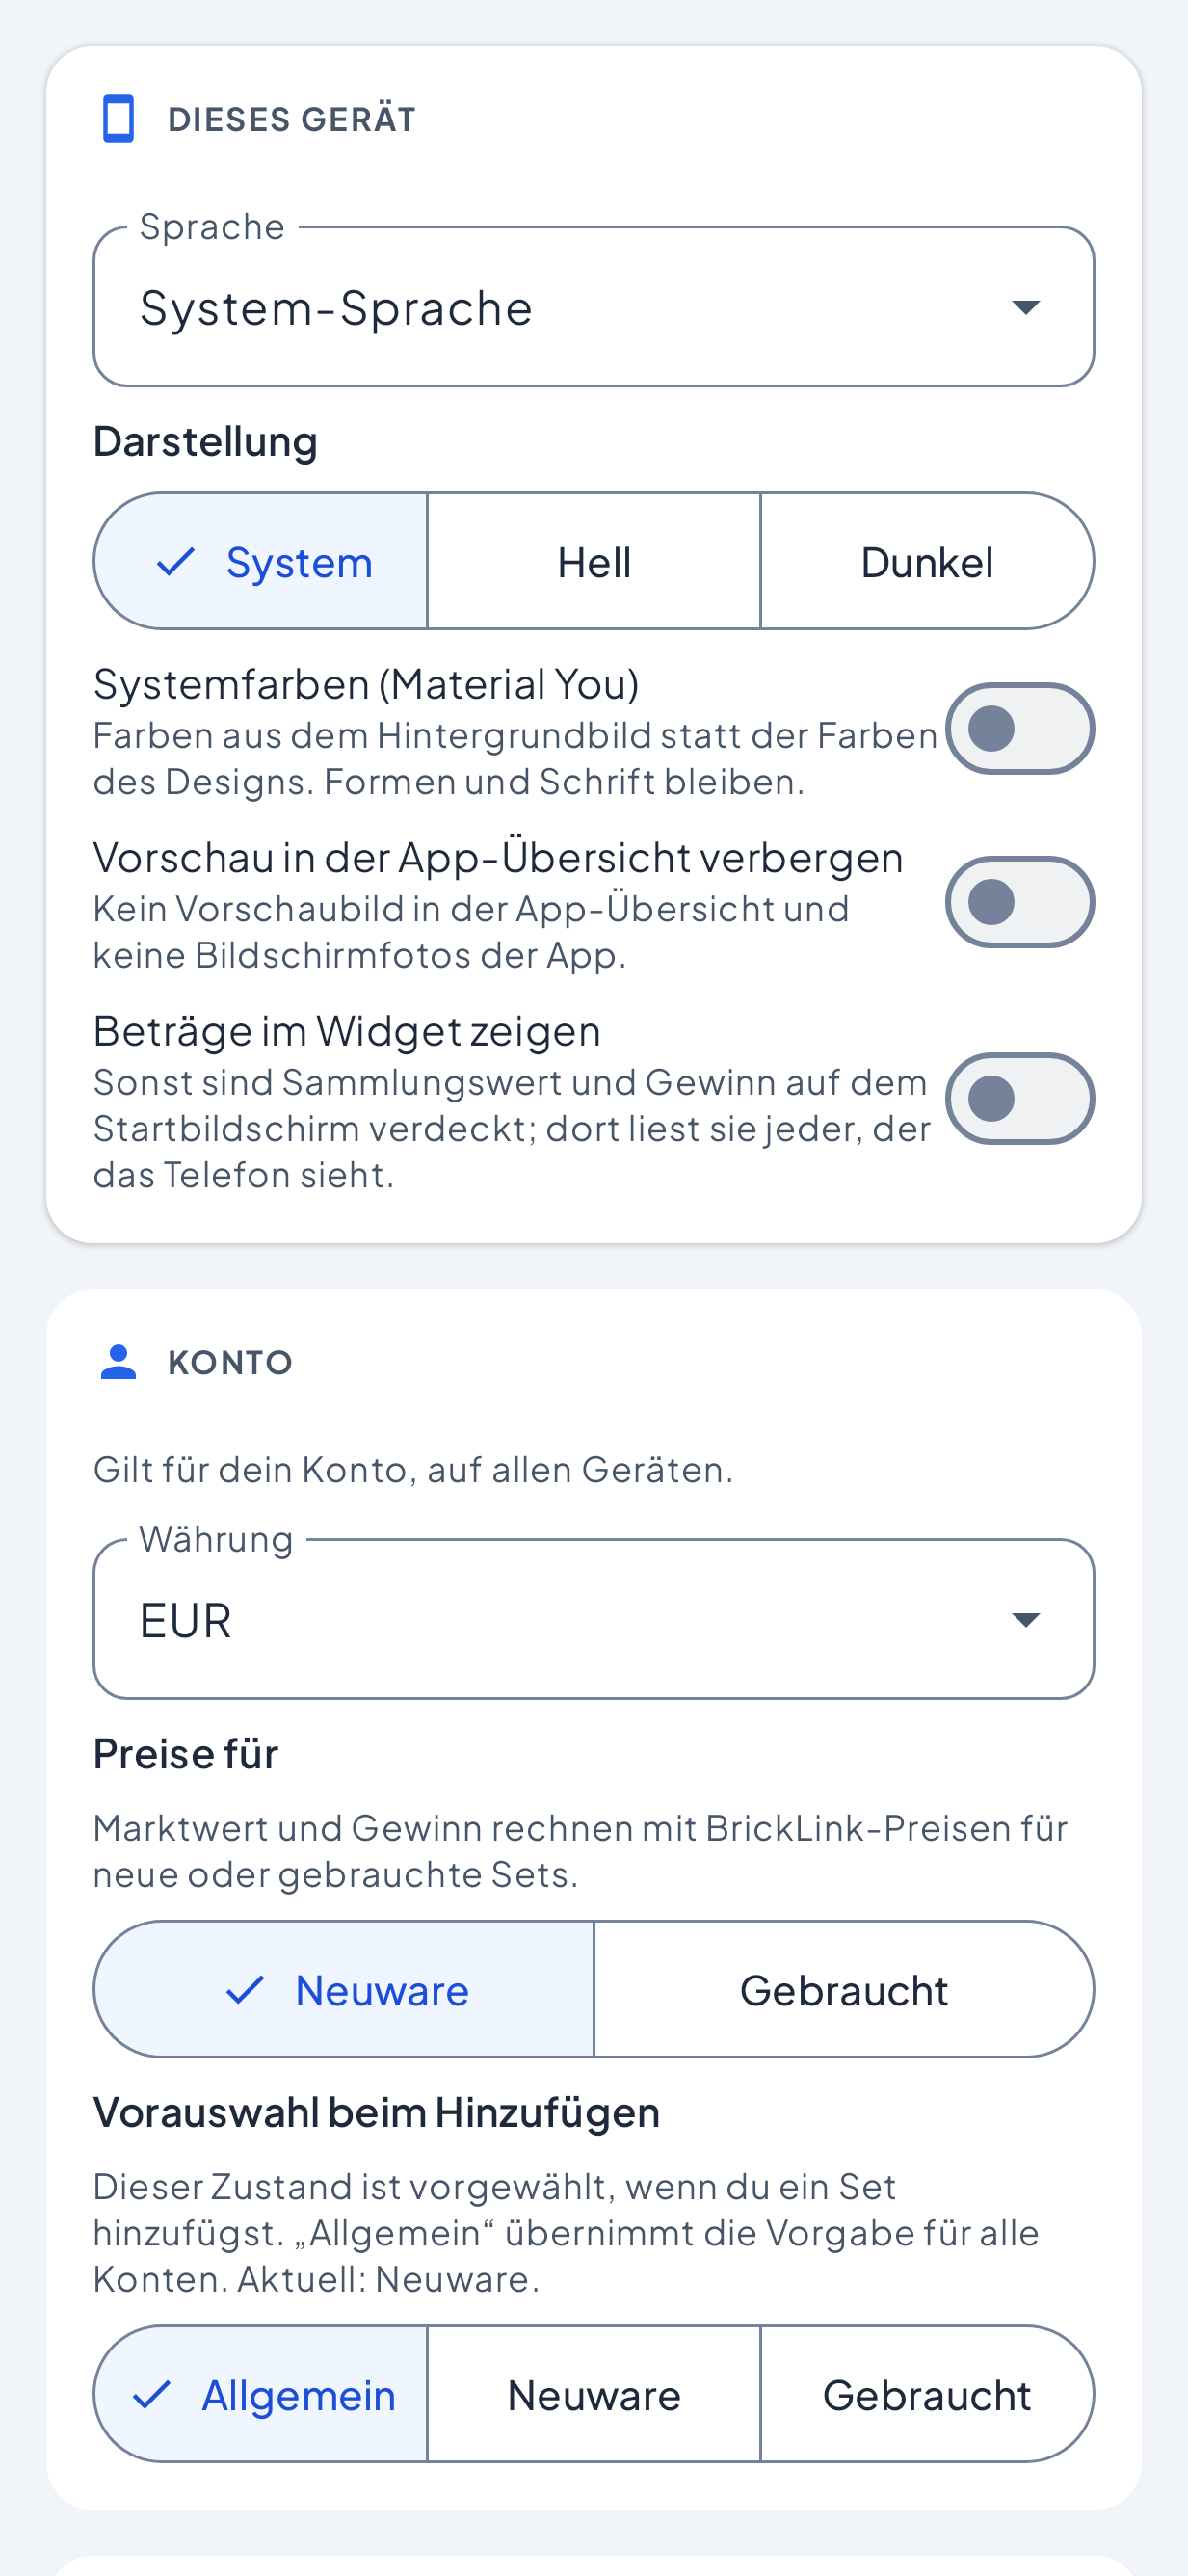 DIESES GERÄT
Sprache
System-Sprache
Darstellung
System
Hell
Dunkel
Systemfarben (Material You)
Farben aus dem Hintergrundbild statt der Farben
des Designs. Formen und Schrift bleiben.
Vorschau in der App-Übersicht verbergen
Kein Vorschaubild in der App-Übersicht und
keine Bildschirmfotos der App.
Beträge im Widget zeigen
Sonst sind Sammlungswert und Gewinn auf dem
Startbildschirm verdeckt; dort liest sie jeder, der
das Telefon sieht.
KONTO
Gilt für dein Konto, auf allen Geräten.
Währung
EUR
Preise für
Marktwert und Gewinn rechnen mit BrickLink-Preisen für
neue oder gebrauchte Sets.
Neuware
Gebraucht
Vorauswahl beim Hinzufügen
Dieser Zustand ist vorgewählt, wenn du ein Set
hinzufügst. „Allgemein“ übernimmt die Vorgabe für alle
Konten. Aktuell: Neuware.
Allgemein
Neuware
Gebraucht